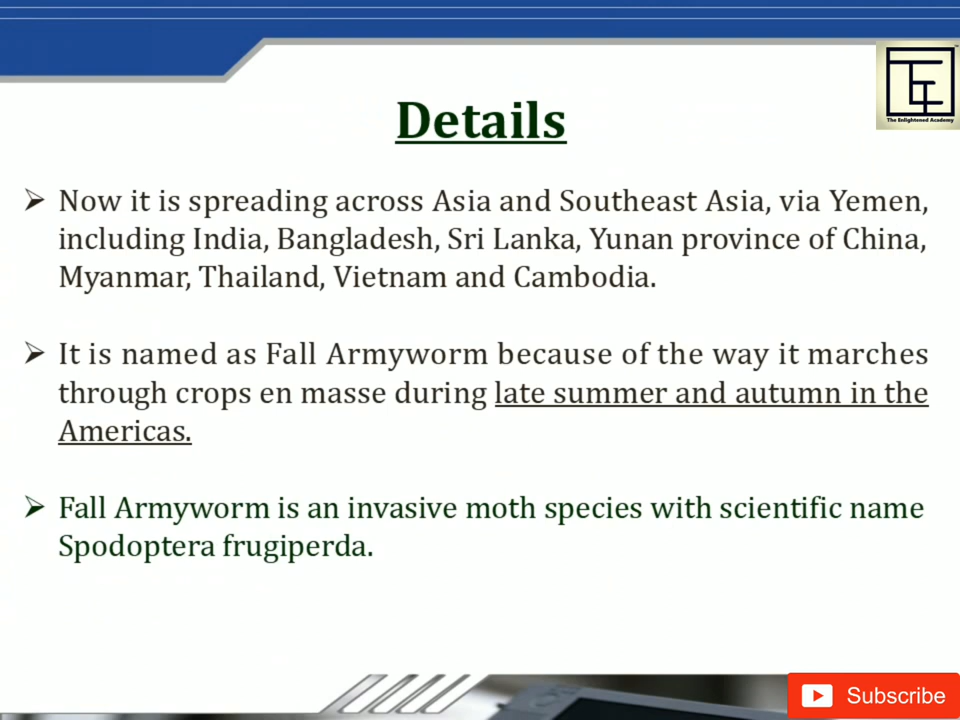 The Enlightened Academy
Details
➢ Now it is spreading across Asia and Southeast Asia, via Yemen,
including India, Bangladesh, Sri Lanka, Yunan province of China,
Myanmar, Thailand, Vietnam and Cambodia.
➢ It is named as Fall Armyworm because of the way it marches
through crops en masse during late summer and autumn in the
Americas.
➢ Fall Armyworm is an invasive moth species with scientific name
Spodoptera frugiperda.
Subscribe